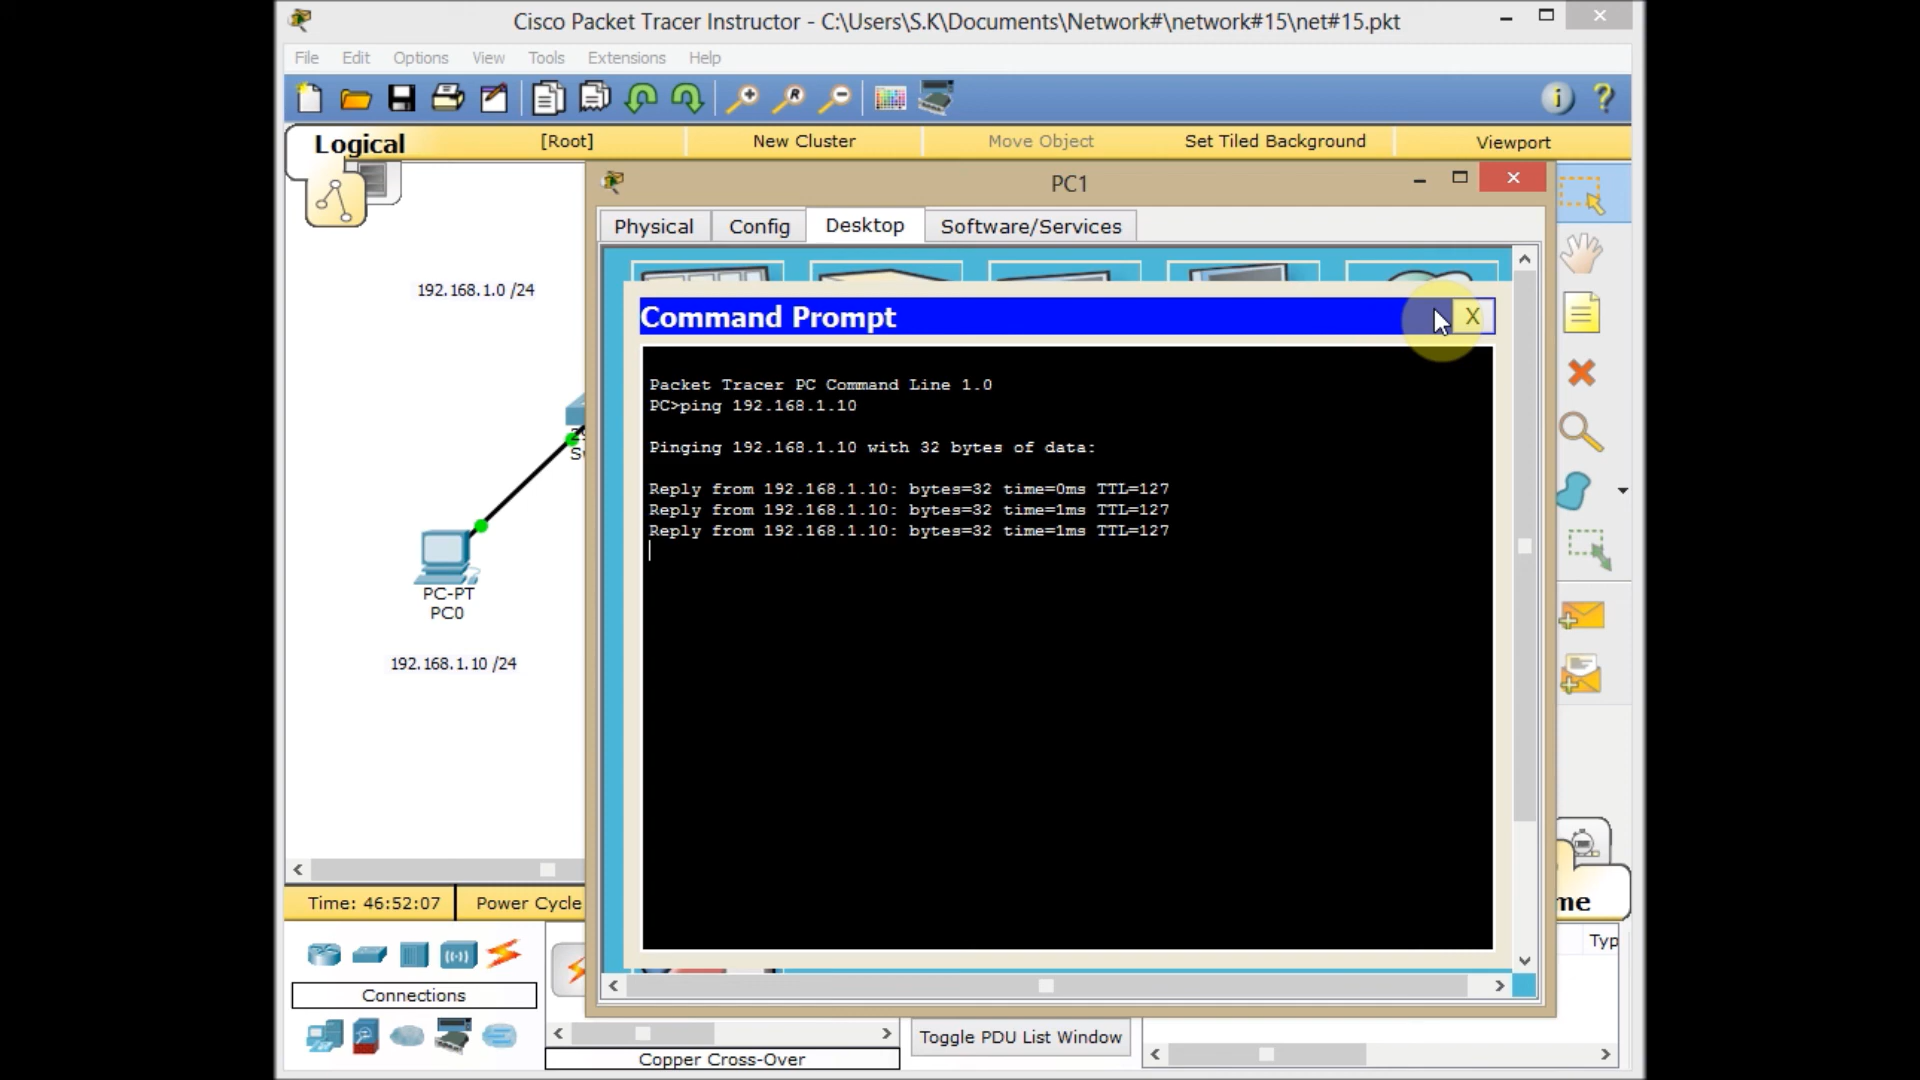 Cisco Packet Tracer Instructor - C:\Users\S.K\Documents\Network#\network#15\net#15.pkt
File Edit Options View Tools Extensions Help
Logical [Root] New Cluster Move Object Set Tiled Background Viewport
PC1
Physical Config Desktop Software/Services
192.168.1.0 /24
Command Prompt X
Packet Tracer PC Command Line 1.0
PC>ping 192.168.1.10
Pinging 192.168.1.10 with 32 bytes of data:
Reply from 192.168.1.10: bytes=32 time=0ms TTL=127
Reply from 192.168.1.10: bytes=32 time=1ms TTL=127
Reply from 192.168.1.10: bytes=32 time=1ms TTL=127
PC-PT
PC0
192.168.1.10 /24
Time: 46:52:07 Power Cycle
me
Typ
Connections
Toggle PDU List Window
Copper Cross-Over